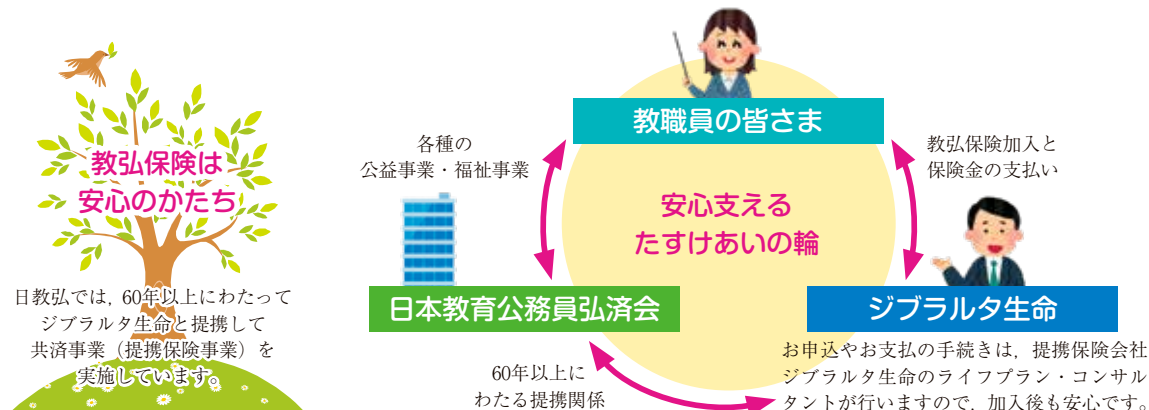 教弘保険は
安心のかたち
日教弘では，60年以上にわたって
ジブラルタ生命と提携して
共済事業（提携保険事業）を
実施しています。
教職員の皆さま
各種の
公益事業・福祉事業
教弘保険加入と
保険金の支払い
安心支える
たすけあいの輪
日本教育公務員弘済会
ジブラルタ生命
60年以上に
わたる提携関係
お申込やお支払の手続きは，提携保険会社
ジブラルタ生命のライフプラン・コンサル
タントが行いますので，加入後も安心です。